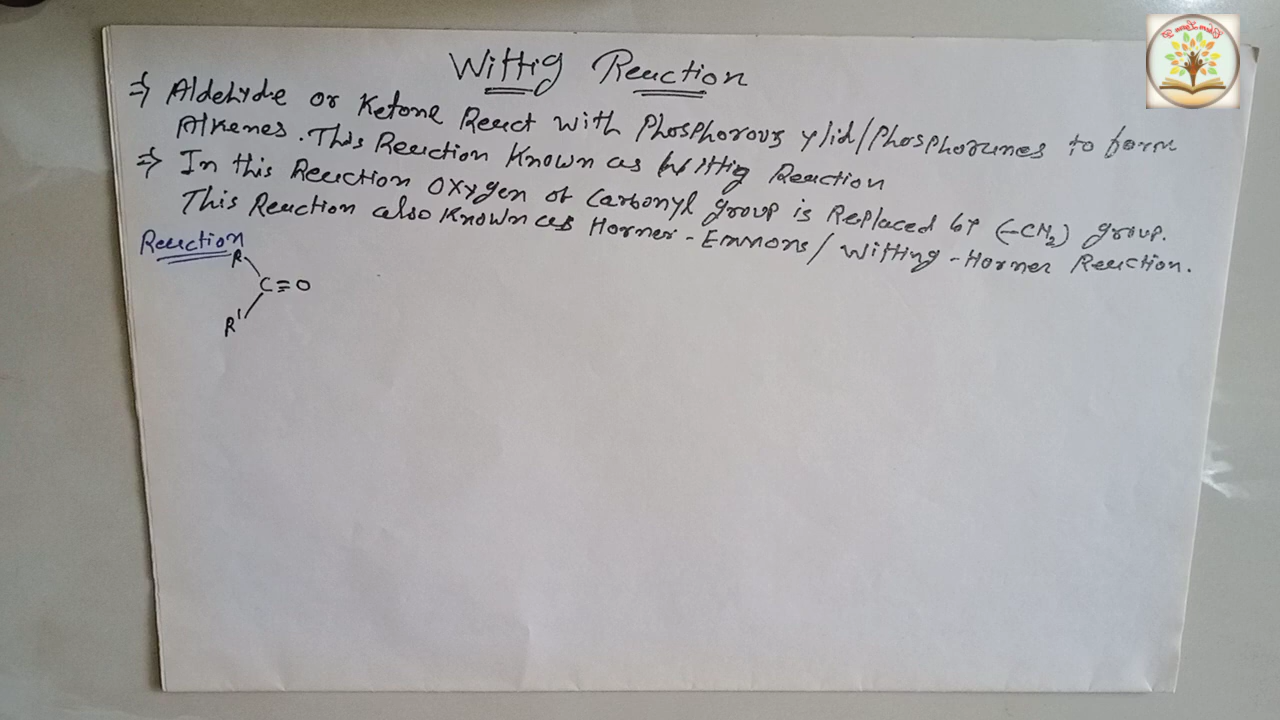 Wittig Reaction
⇒ Aldehyde or Ketone React with Phosphorous ylid/Phosphoranes to form
Alkenes. This Reaction Known as Wittig Reaction
⇒ In this Reaction Oxygen of Carbonyl group is Replaced by (-CH₂) group.
This Reaction also Known as Horner-Emmons/Witting-Horner Reaction.
Reaction
R
C=O
R'